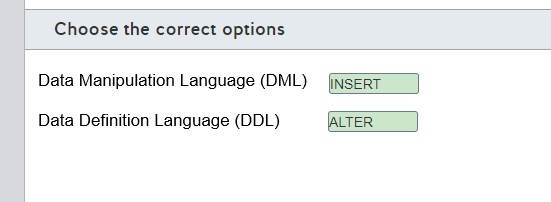 Choose the correct options
Data Manipulation Language (DML) INSERT
Data Definition Language (DDL) ALTER